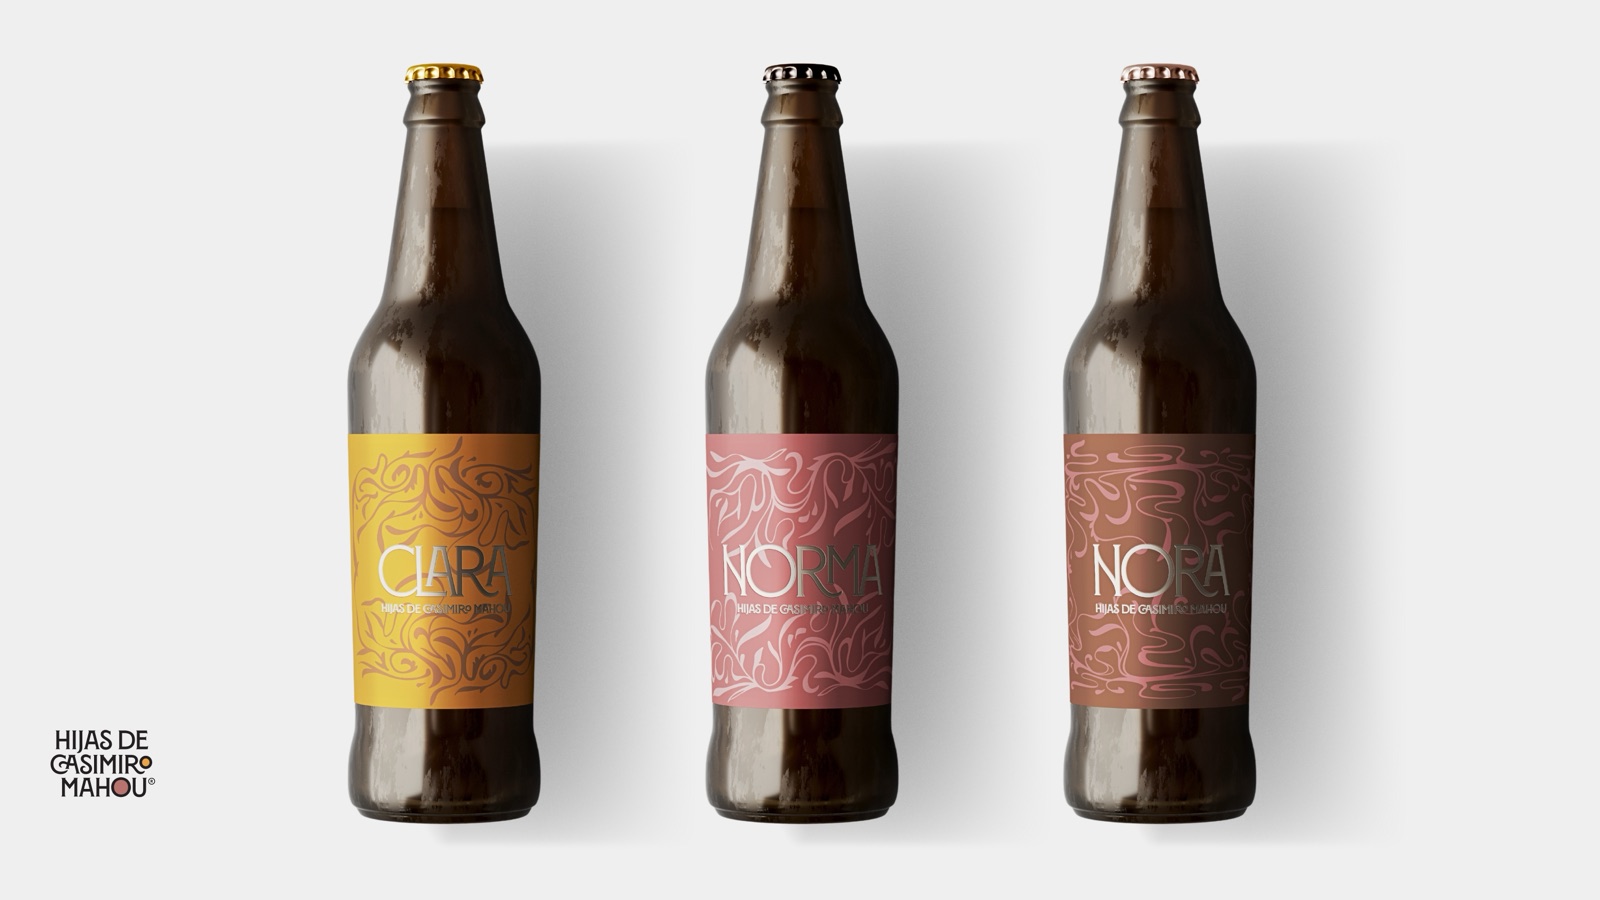 CLARA
HIJAS DE CASIMIRO MAHOU
NORMA
HIJAS DE CASIMIRO MAHOU
NORA
HIJAS DE CASIMIRO MAHOU
HIJAS DE
CASIMIRO
MAHOU®